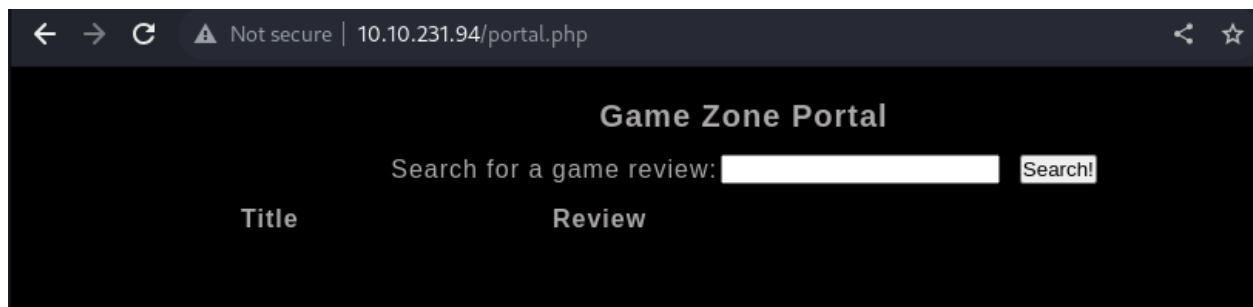 Not secure | 10.10.231.94/portal.php
Game Zone Portal
Search for a game review: Search!
Title Review